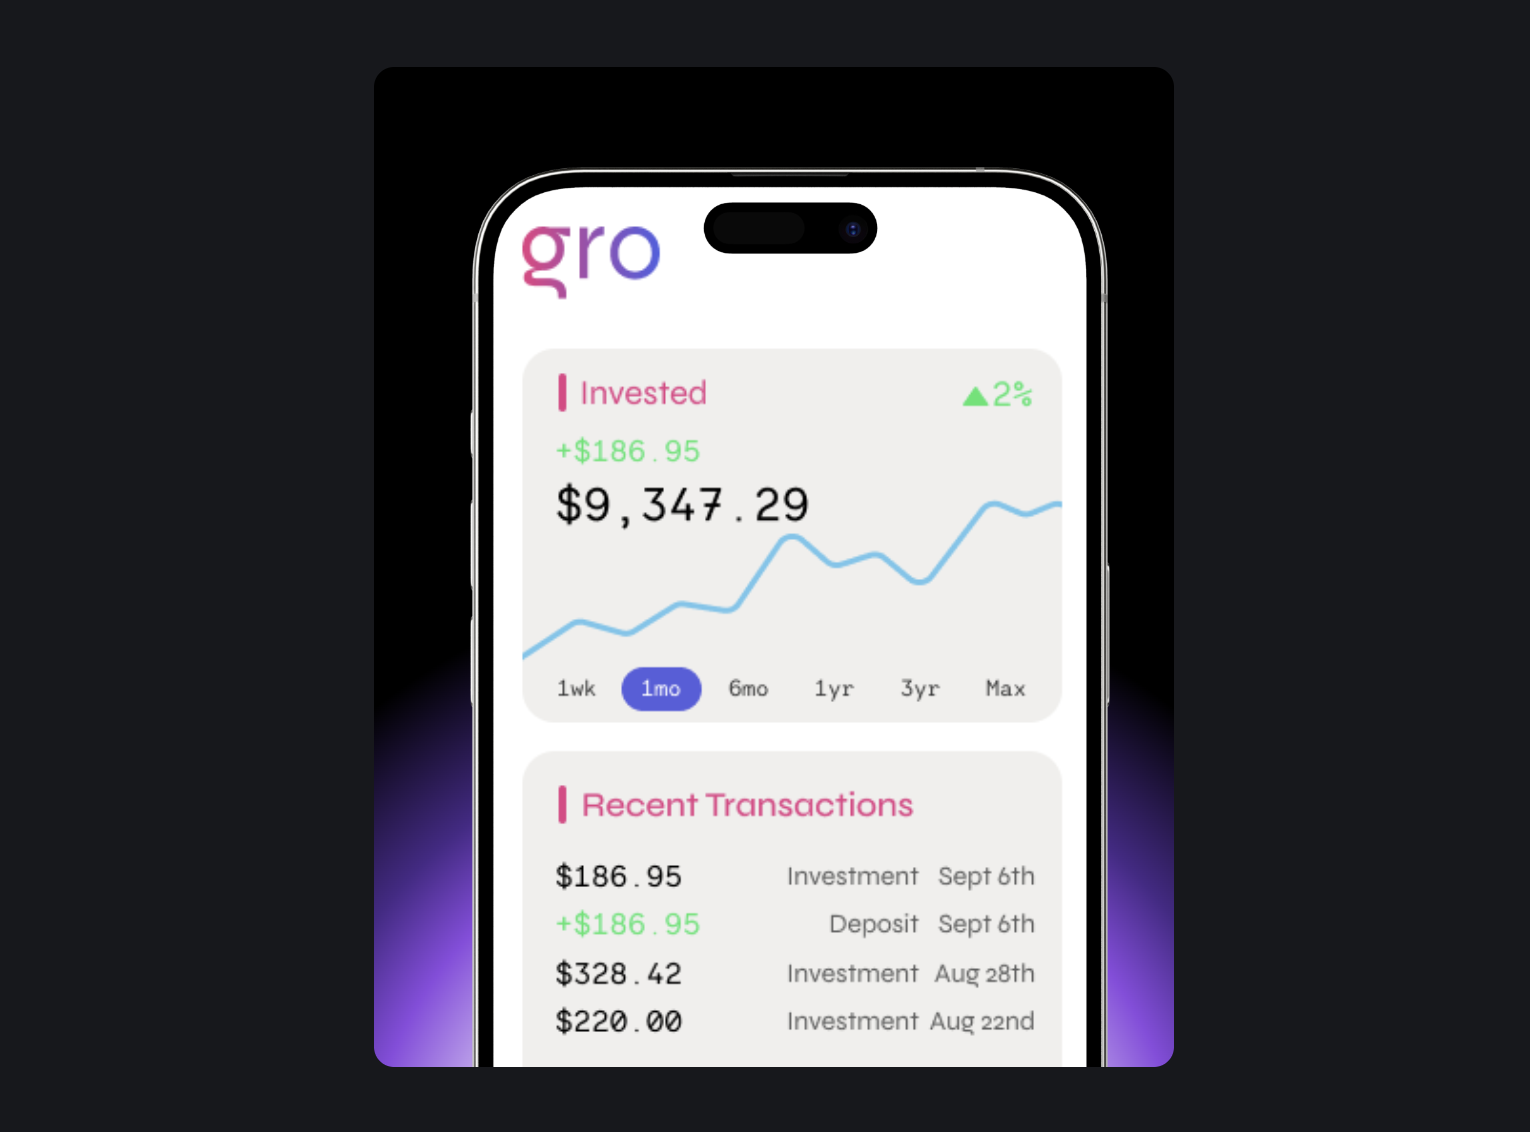 gro
Invested ▲2%
+$186.95
$9,347.29
1wk 1mo 6mo 1yr 3yr Max
Recent Transactions
$186.95 Investment Sept 6th
+$186.95 Deposit Sept 6th
$328.42 Investment Aug 28th
$220.00 Investment Aug 22nd